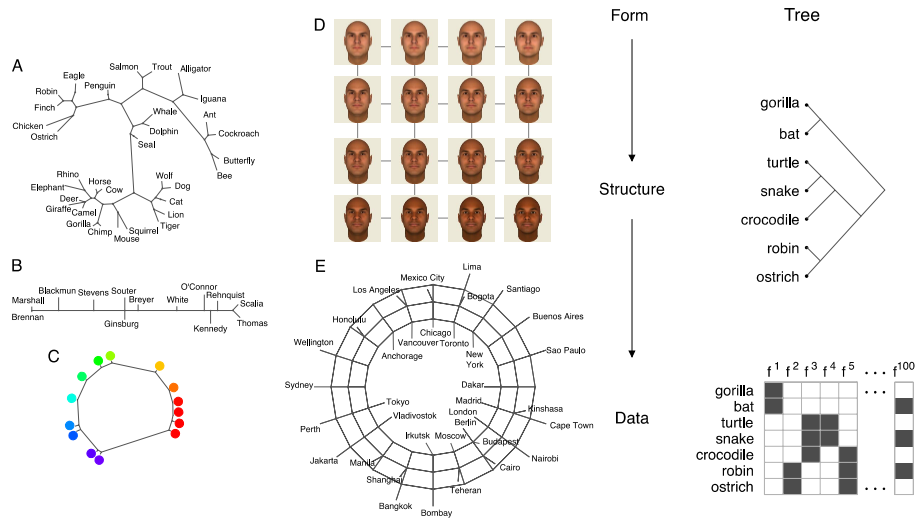 A
Salmon
Trout
Alligator
Eagle
Penguin
Robin
Finch
Iguana
Chicken
Ostrich
Whale
Dolphin
Seal
Ant
Cockroach
Butterfly
Bee
Rhino
Elephant
Horse
Cow
Deer
Giraffe
Camel
Gorilla
Chimp
Mouse
Squirrel
Wolf
Dog
Cat
Lion
Tiger
B
Marshall
Blackmun
Stevens
Souter
Breyer
White
O'Connor
Rehnquist
Scalia
Brennan
Ginsburg
Kennedy
Thomas
C
D
E
Mexico City
Lima
Los Angeles
Bogota
Santiago
Honolulu
Buenos Aires
Wellington
Anchorage
Vancouver
Chicago
Toronto
New
York
Sao Paulo
Sydney
Dakar
Tokyo
Madrid
Kinshasa
Vladivostok
London
Cape Town
Perth
Berlin
Irkutsk
Moscow
Budapest
Jakarta
Manila
Nairobi
Shanghai
Cairo
Bangkok
Teheran
Bombay
Form
Structure
Data
Tree
gorilla
bat
turtle
snake
crocodile
robin
ostrich
f1 f2 f3 f4 f5 . . . f100
gorilla . . .
bat
turtle
snake
crocodile
robin
ostrich . . .